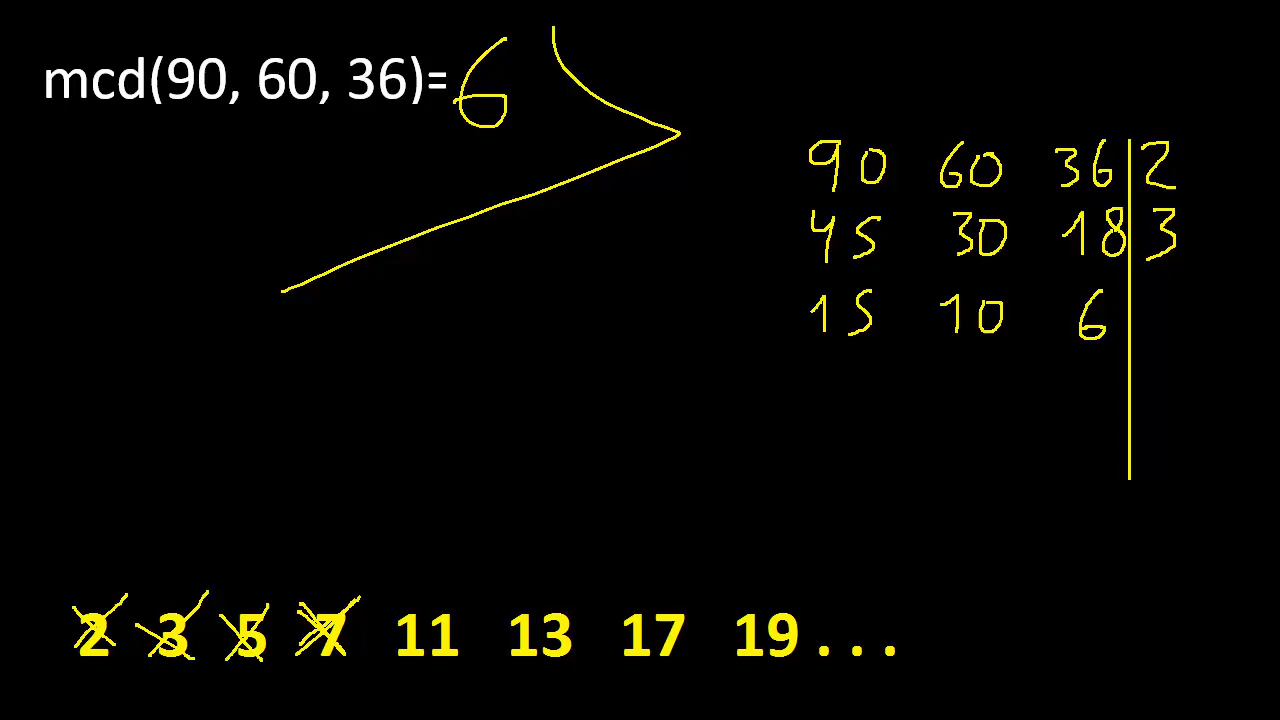 mcd(90, 60, 36)=6
90 60 36 2
45 30 18 3
15 10 6
2 3 5 7 11 13 17 19 . . .